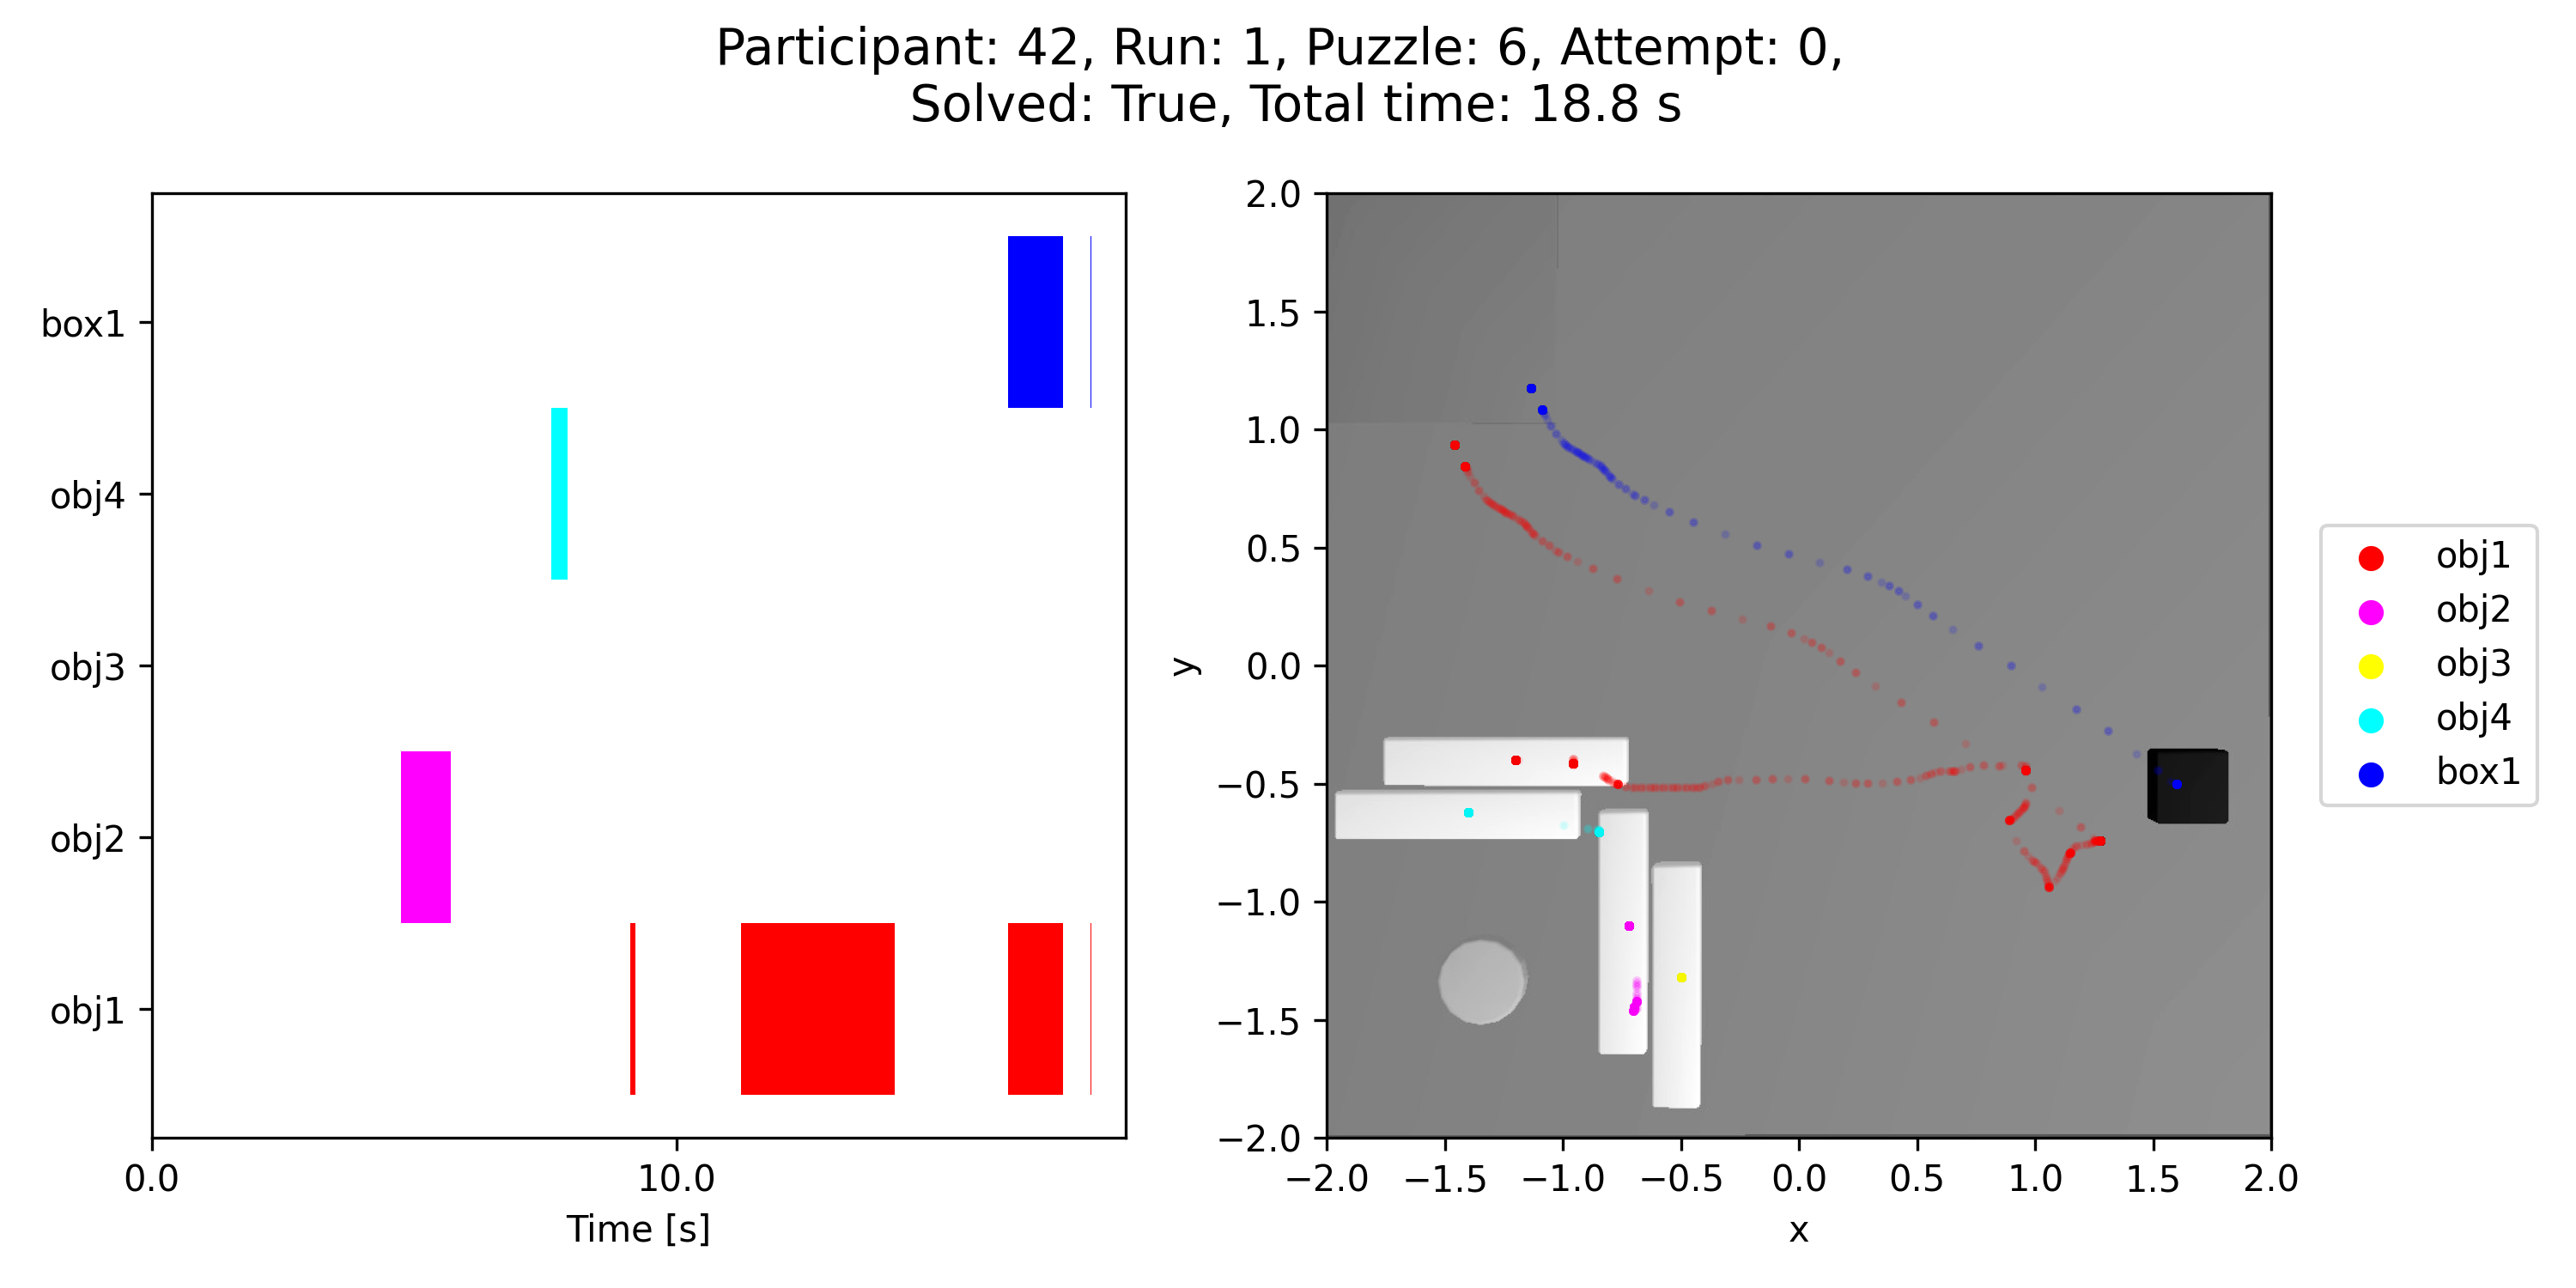 Participant: 42, Run: 1, Puzzle: 6, Attempt: 0,
Solved: True, Total time: 18.8 s
box1
obj4
obj3
obj2
obj1
0.0
10.0
Time [s]
2.0
1.5
1.0
0.5
0.0
−0.5
−1.0
−1.5
−2.0
y
−2.0
−1.5
−1.0
−0.5
0.0
0.5
1.0
1.5
2.0
x
obj1
obj2
obj3
obj4
box1